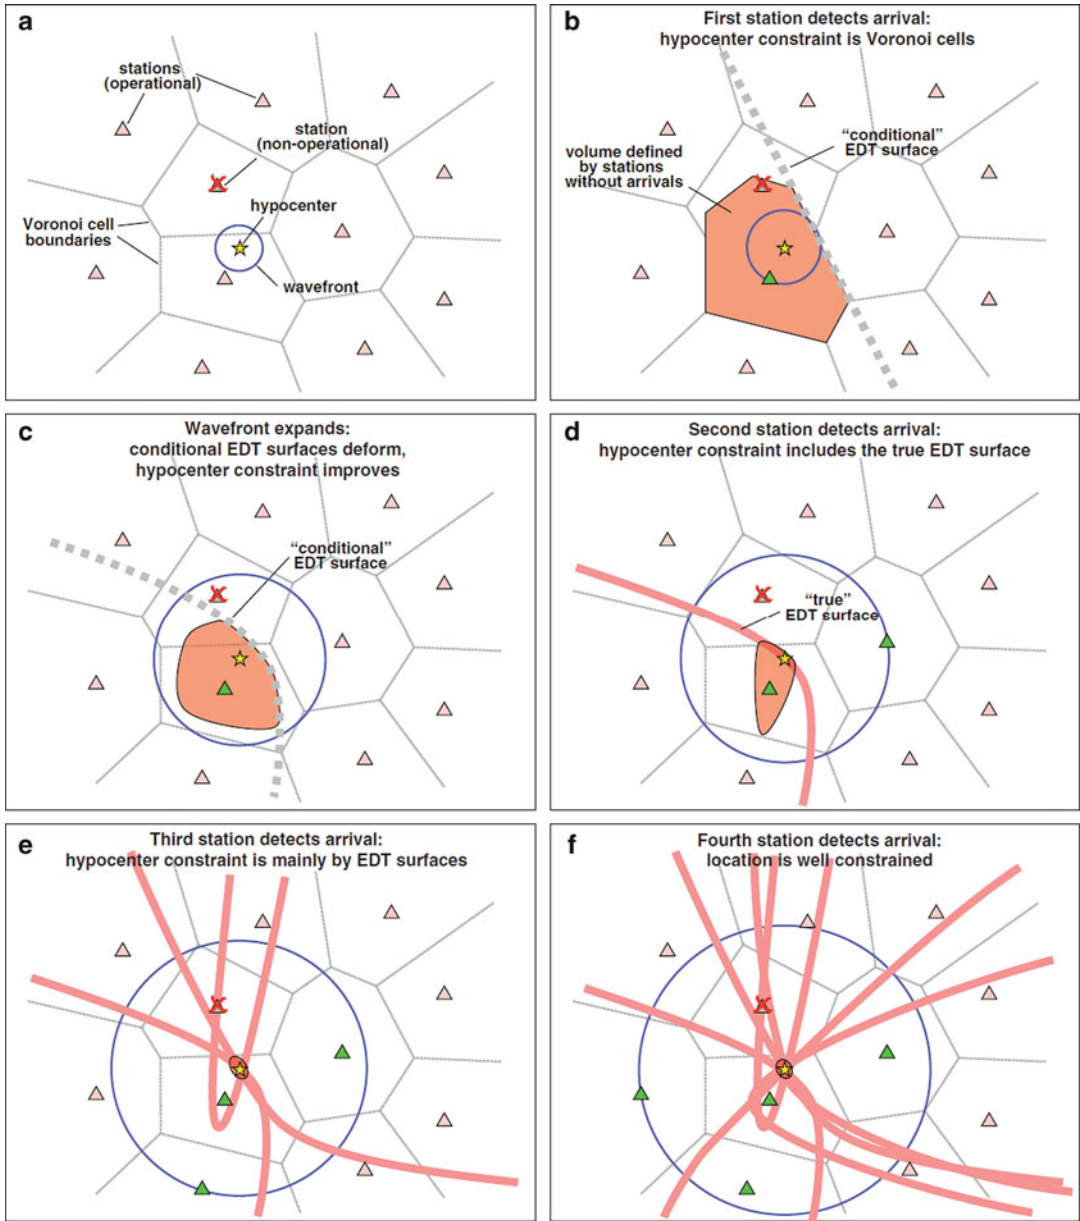 a
stations
(operational)
station
(non-operational)
hypocenter
Voronoi cell
boundaries
wavefront
b
First station detects arrival:
hypocenter constraint is Voronoi cells
“conditional”
EDT surface
volume defined
by stations
without arrivals
c
Wavefront expands:
conditional EDT surfaces deform,
hypocenter constraint improves
“conditional”
EDT surface
d
Second station detects arrival:
hypocenter constraint includes the true EDT surface
“true”
EDT surface
e
Third station detects arrival:
hypocenter constraint is mainly by EDT surfaces
f
Fourth station detects arrival:
location is well constrained